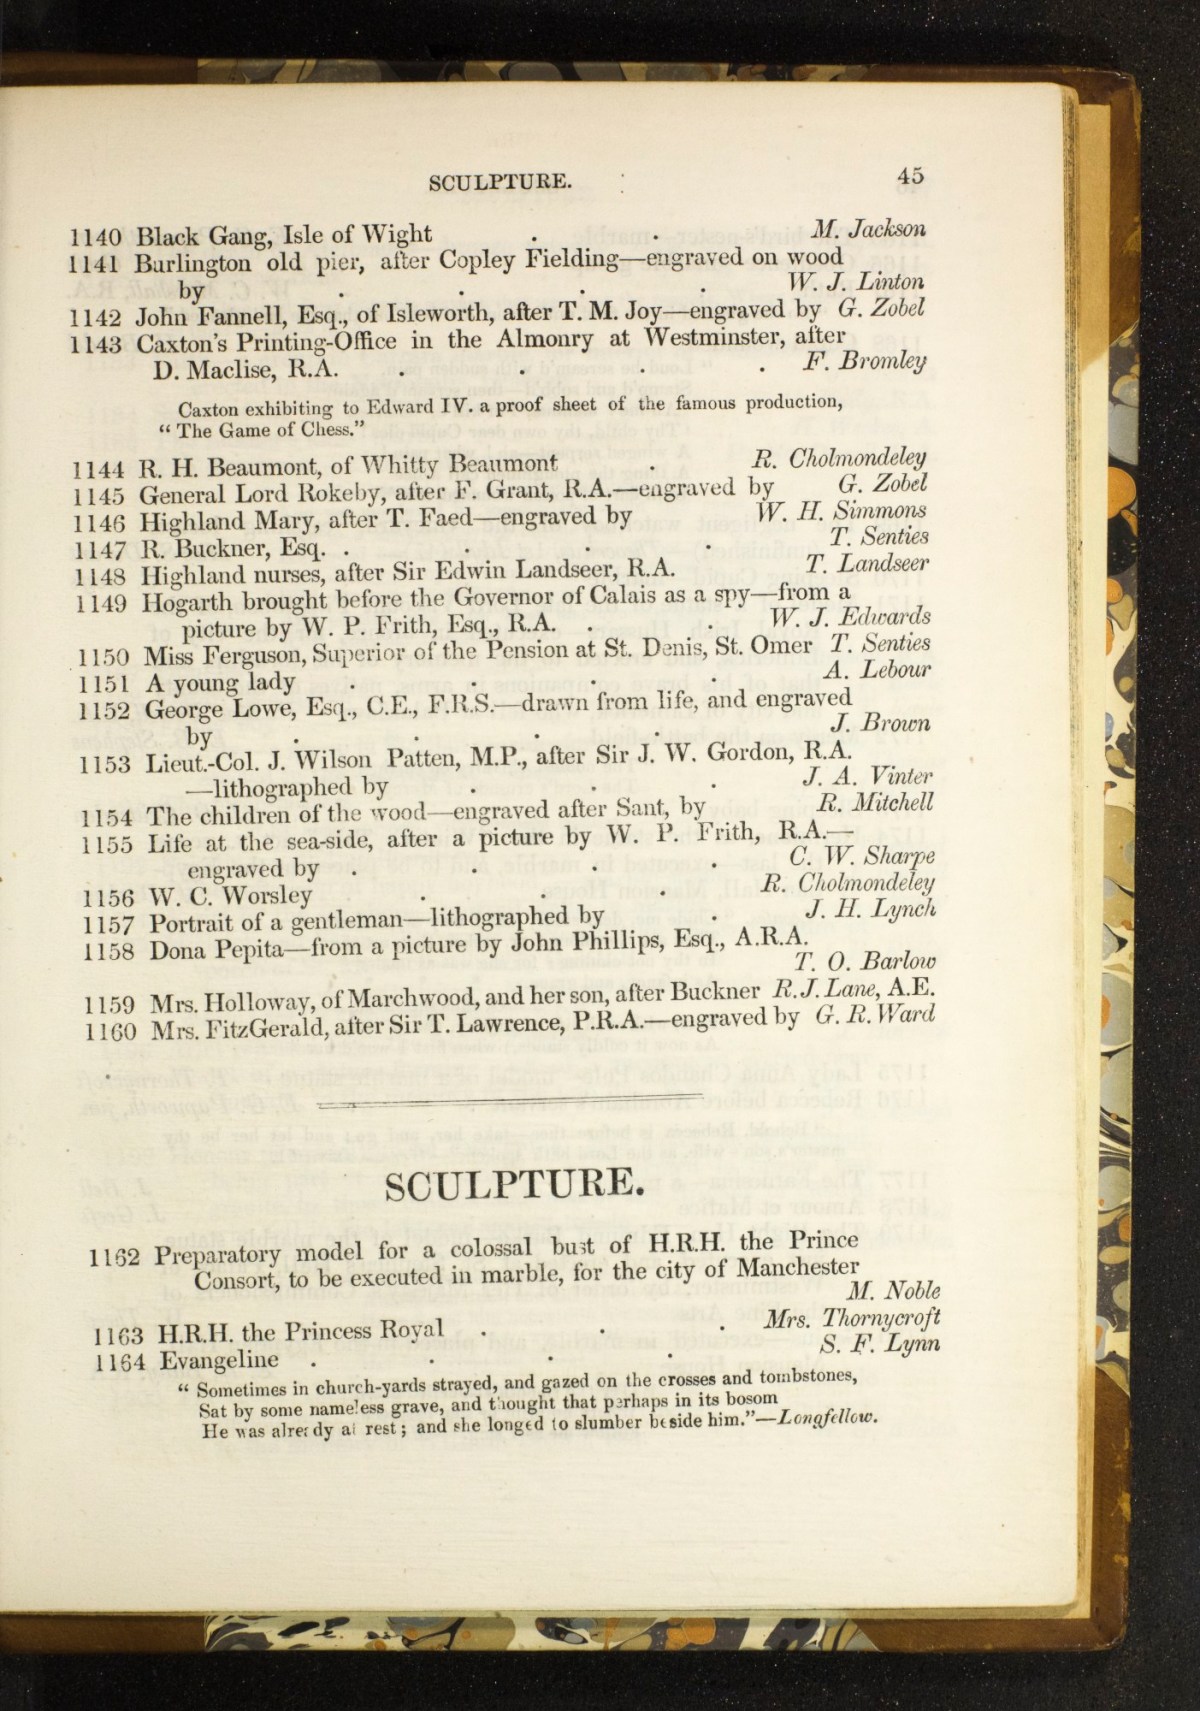 SCULPTURE. 45
1140 Black Gang, Isle of Wight . . M. Jackson
1141 Burlington old pier, after Copley Fielding—engraved on wood
by . . . . W. J. Linton
1142 John Fannell, Esq., of Isleworth, after T. M. Joy—engraved by G. Zobel
1143 Caxton's Printing-Office in the Almonry at Westminster, after
D. Maclise, R.A. . . . . F. Bromley
Caxton exhibiting to Edward IV. a proof sheet of the famous production,
“ The Game of Chess.”
1144 R. H. Beaumont, of Whitty Beaumont . R. Cholmondeley
1145 General Lord Rokeby, after F. Grant, R.A.—engraved by G. Zobel
1146 Highland Mary, after T. Faed—engraved by W. H. Simmons
1147 R. Buckner, Esq. . . . . T. Senties
1148 Highland nurses, after Sir Edwin Landseer, R.A. T. Landseer
1149 Hogarth brought before the Governor of Calais as a spy—from a
picture by W. P. Frith, Esq., R.A. . . W. J. Edwards
1150 Miss Ferguson, Superior of the Pension at St. Denis, St. Omer T. Senties
1151 A young lady . . . . A. Lebour
1152 George Lowe, Esq., C.E., F.R.S.—drawn from life, and engraved
by . . . . J. Brown
1153 Lieut.-Col. J. Wilson Patten, M.P., after Sir J. W. Gordon, R.A.
—lithographed by . . . J. A. Vinter
1154 The children of the wood—engraved after Sant, by R. Mitchell
1155 Life at the sea-side, after a picture by W. P. Frith, R.A.—
engraved by . . . . C. W. Sharpe
1156 W. C. Worsley . . . R. Cholmondeley
1157 Portrait of a gentleman—lithographed by . J. H. Lynch
1158 Dona Pepita—from a picture by John Phillips, Esq., A.R.A.
T. O. Barlow
1159 Mrs. Holloway, of Marchwood, and her son, after Buckner R. J. Lane, A.E.
1160 Mrs. FitzGerald, after Sir T. Lawrence, P.R.A.—engraved by G. R. Ward
SCULPTURE.
1162 Preparatory model for a colossal bust of H.R.H. the Prince
Consort, to be executed in marble, for the city of Manchester
M. Noble
1163 H.R.H. the Princess Royal . . . Mrs. Thornycroft
1164 Evangeline . . . . S. F. Lynn
“ Sometimes in church-yards strayed, and gazed on the crosses and tombstones,
Sat by some nameless grave, and thought that perhaps in its bosom
He was already at rest ; and she longed to slumber beside him.”—Longfellow.